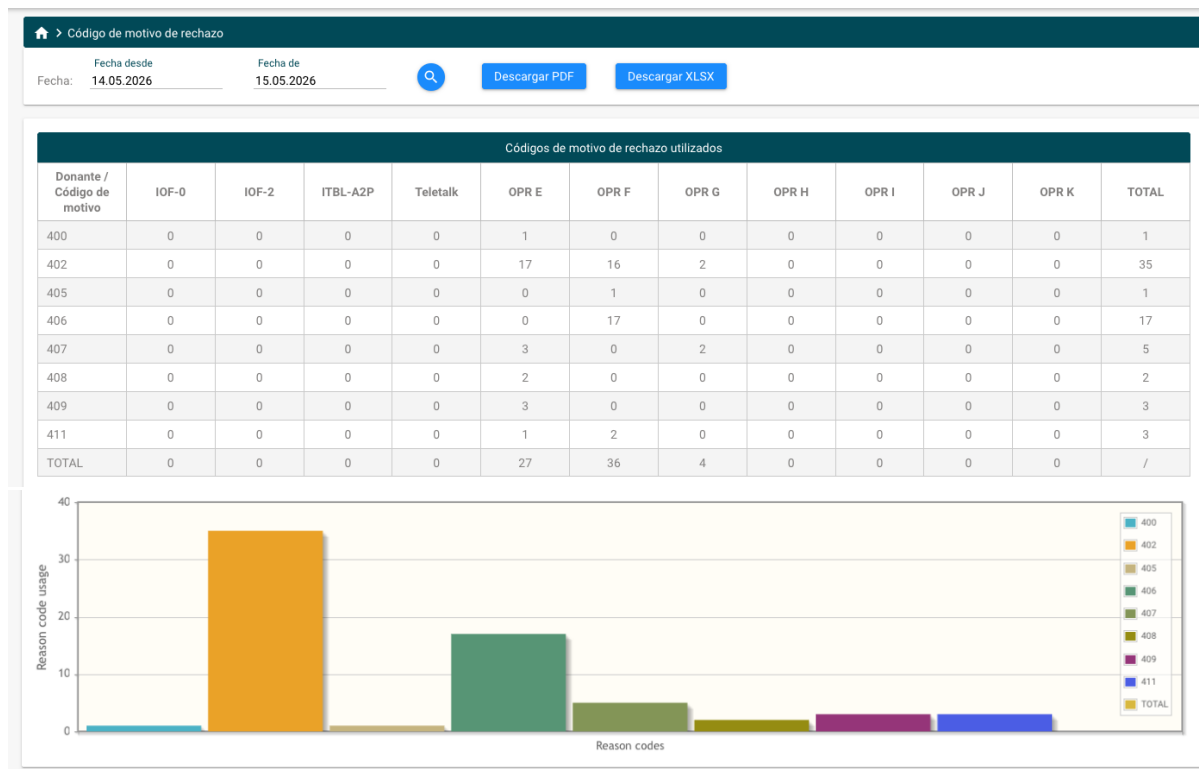 Código de motivo de rechazo
Fecha desde Fecha de
Fecha: 14.05.2026 15.05.2026 Descargar PDF Descargar XLSX
Códigos de motivo de rechazo utilizados
Donante / Código de motivo IOF-0 IOF-2 ITBL-A2P Teletalk OPR E OPR F OPR G OPR H OPR I OPR J OPR K TOTAL
400 0 0 0 0 1 0 0 0 0 0 0 1
402 0 0 0 0 17 16 2 0 0 0 0 35
405 0 0 0 0 0 1 0 0 0 0 0 1
406 0 0 0 0 0 17 0 0 0 0 0 17
407 0 0 0 0 3 0 2 0 0 0 0 5
408 0 0 0 0 2 0 0 0 0 0 0 2
409 0 0 0 0 3 0 0 0 0 0 0 3
411 0 0 0 0 1 2 0 0 0 0 0 3
TOTAL 0 0 0 0 27 36 4 0 0 0 0 /
40
30
20
10
0
Reason code usage
Reason codes
400
402
405
406
407
408
409
411
TOTAL